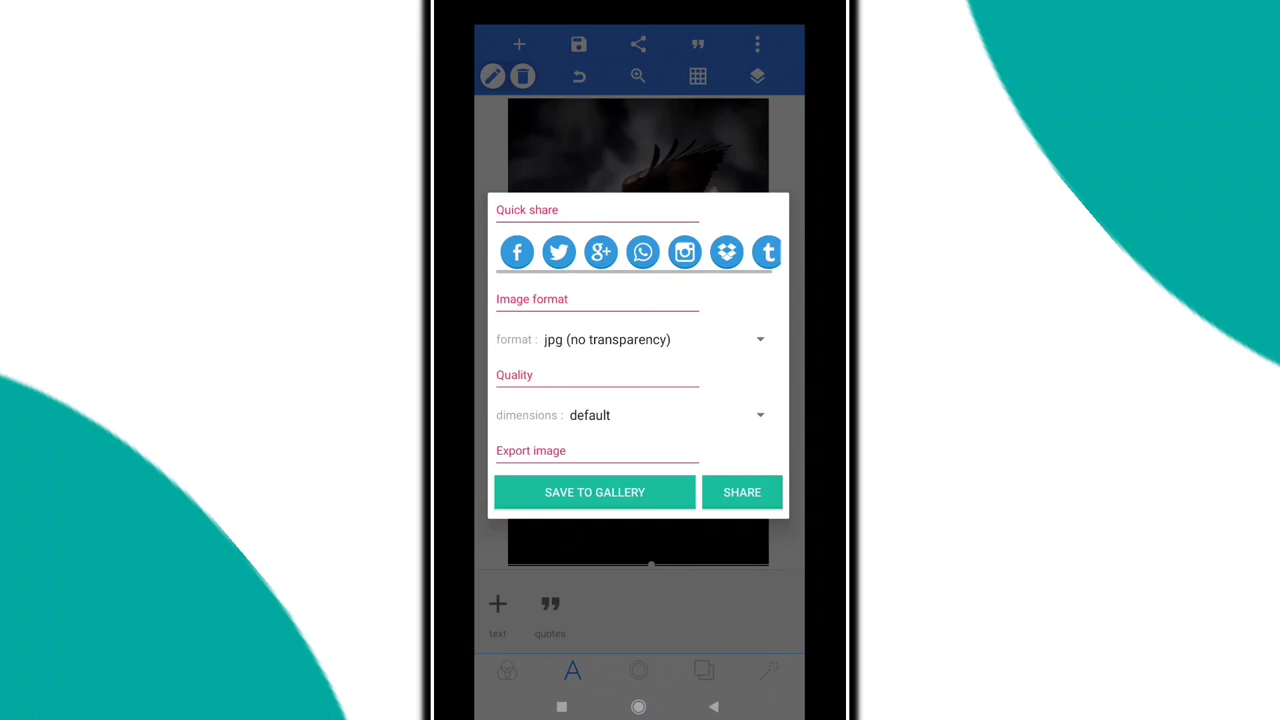 Quick share
Image format
format : jpg (no transparency)
Quality
dimensions : default
Export image
SAVE TO GALLERY SHARE
text quotes